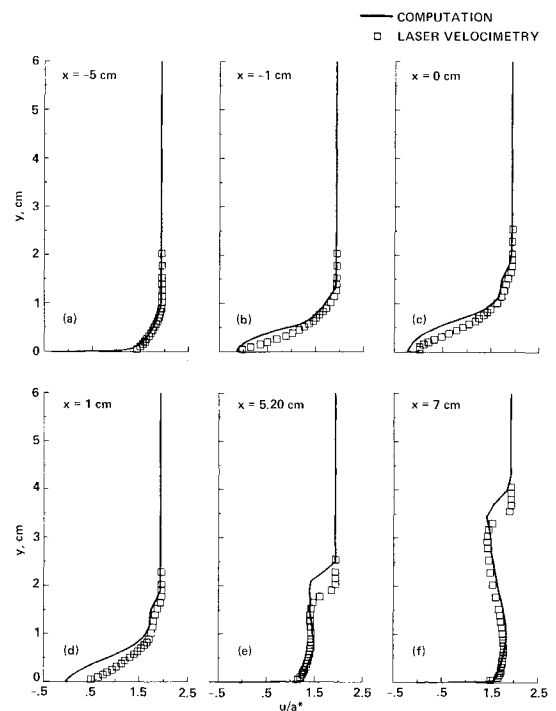 COMPUTATION
LASER VELOCIMETRY
x = -5 cm
x = -1 cm
x = 0 cm
6
5
4
3
2
1
0
y, cm
(a)
(b)
(c)
x = 1 cm
x = 5.20 cm
x = 7 cm
6
5
4
3
2
1
0
y, cm
(d)
(e)
(f)
-.5 .5 1.5 2.5 -.5 .5 1.5 2.5 -.5 .5 1.5 2.5
u/a*